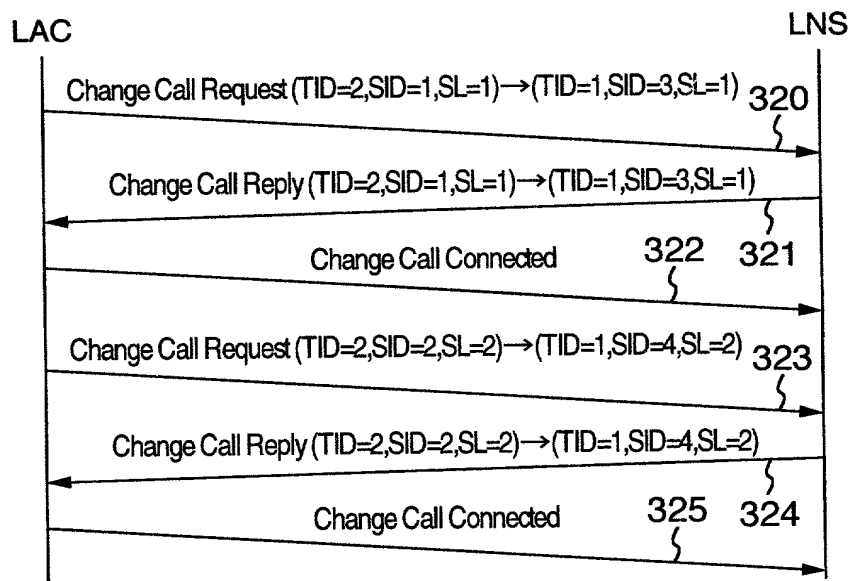 LAC
LNS
Change Call Request (TID=2,SID=1,SL=1)→(TID=1,SID=3,SL=1)
320
Change Call Reply (TID=2,SID=1,SL=1)→(TID=1,SID=3,SL=1)
321
Change Call Connected
322
Change Call Request (TID=2,SID=2,SL=2)→(TID=1,SID=4,SL=2)
323
Change Call Reply (TID=2,SID=2,SL=2)→(TID=1,SID=4,SL=2)
324
Change Call Connected
325